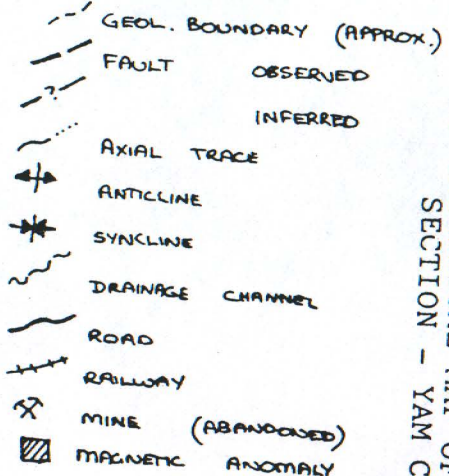 GEOL. BOUNDARY (APPROX.)
FAULT OBSERVED
?
INFERRED
AXIAL TRACE
ANTICLINE
SYNCLINE
DRAINAGE CHANNEL
ROAD
RAILWAY
MINE (ABANDONED)
MAGNETIC ANOMALY
SECTION - YAM